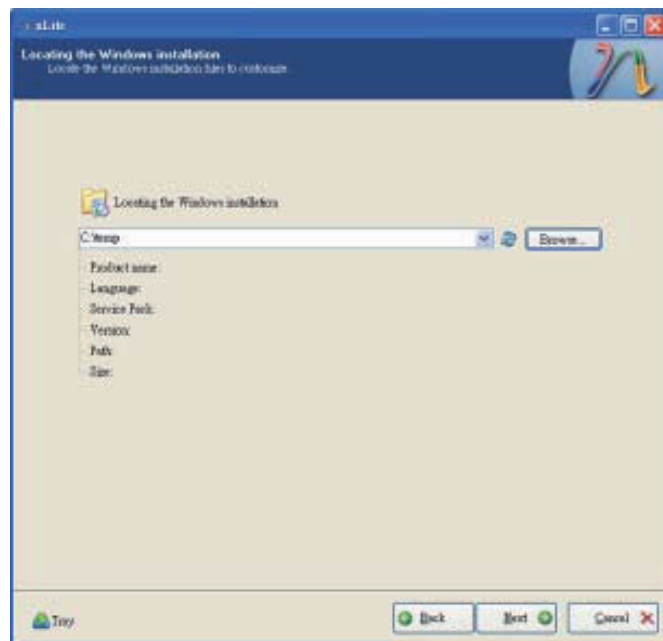 nLite
Locating the Windows installation
Locate the Windows installation files to customize
Locating the Windows installation
C:\temp
Browse...
Product name:
Language:
Service Pack:
Version:
Path:
Size:
Tray
Back
Next
Cancel